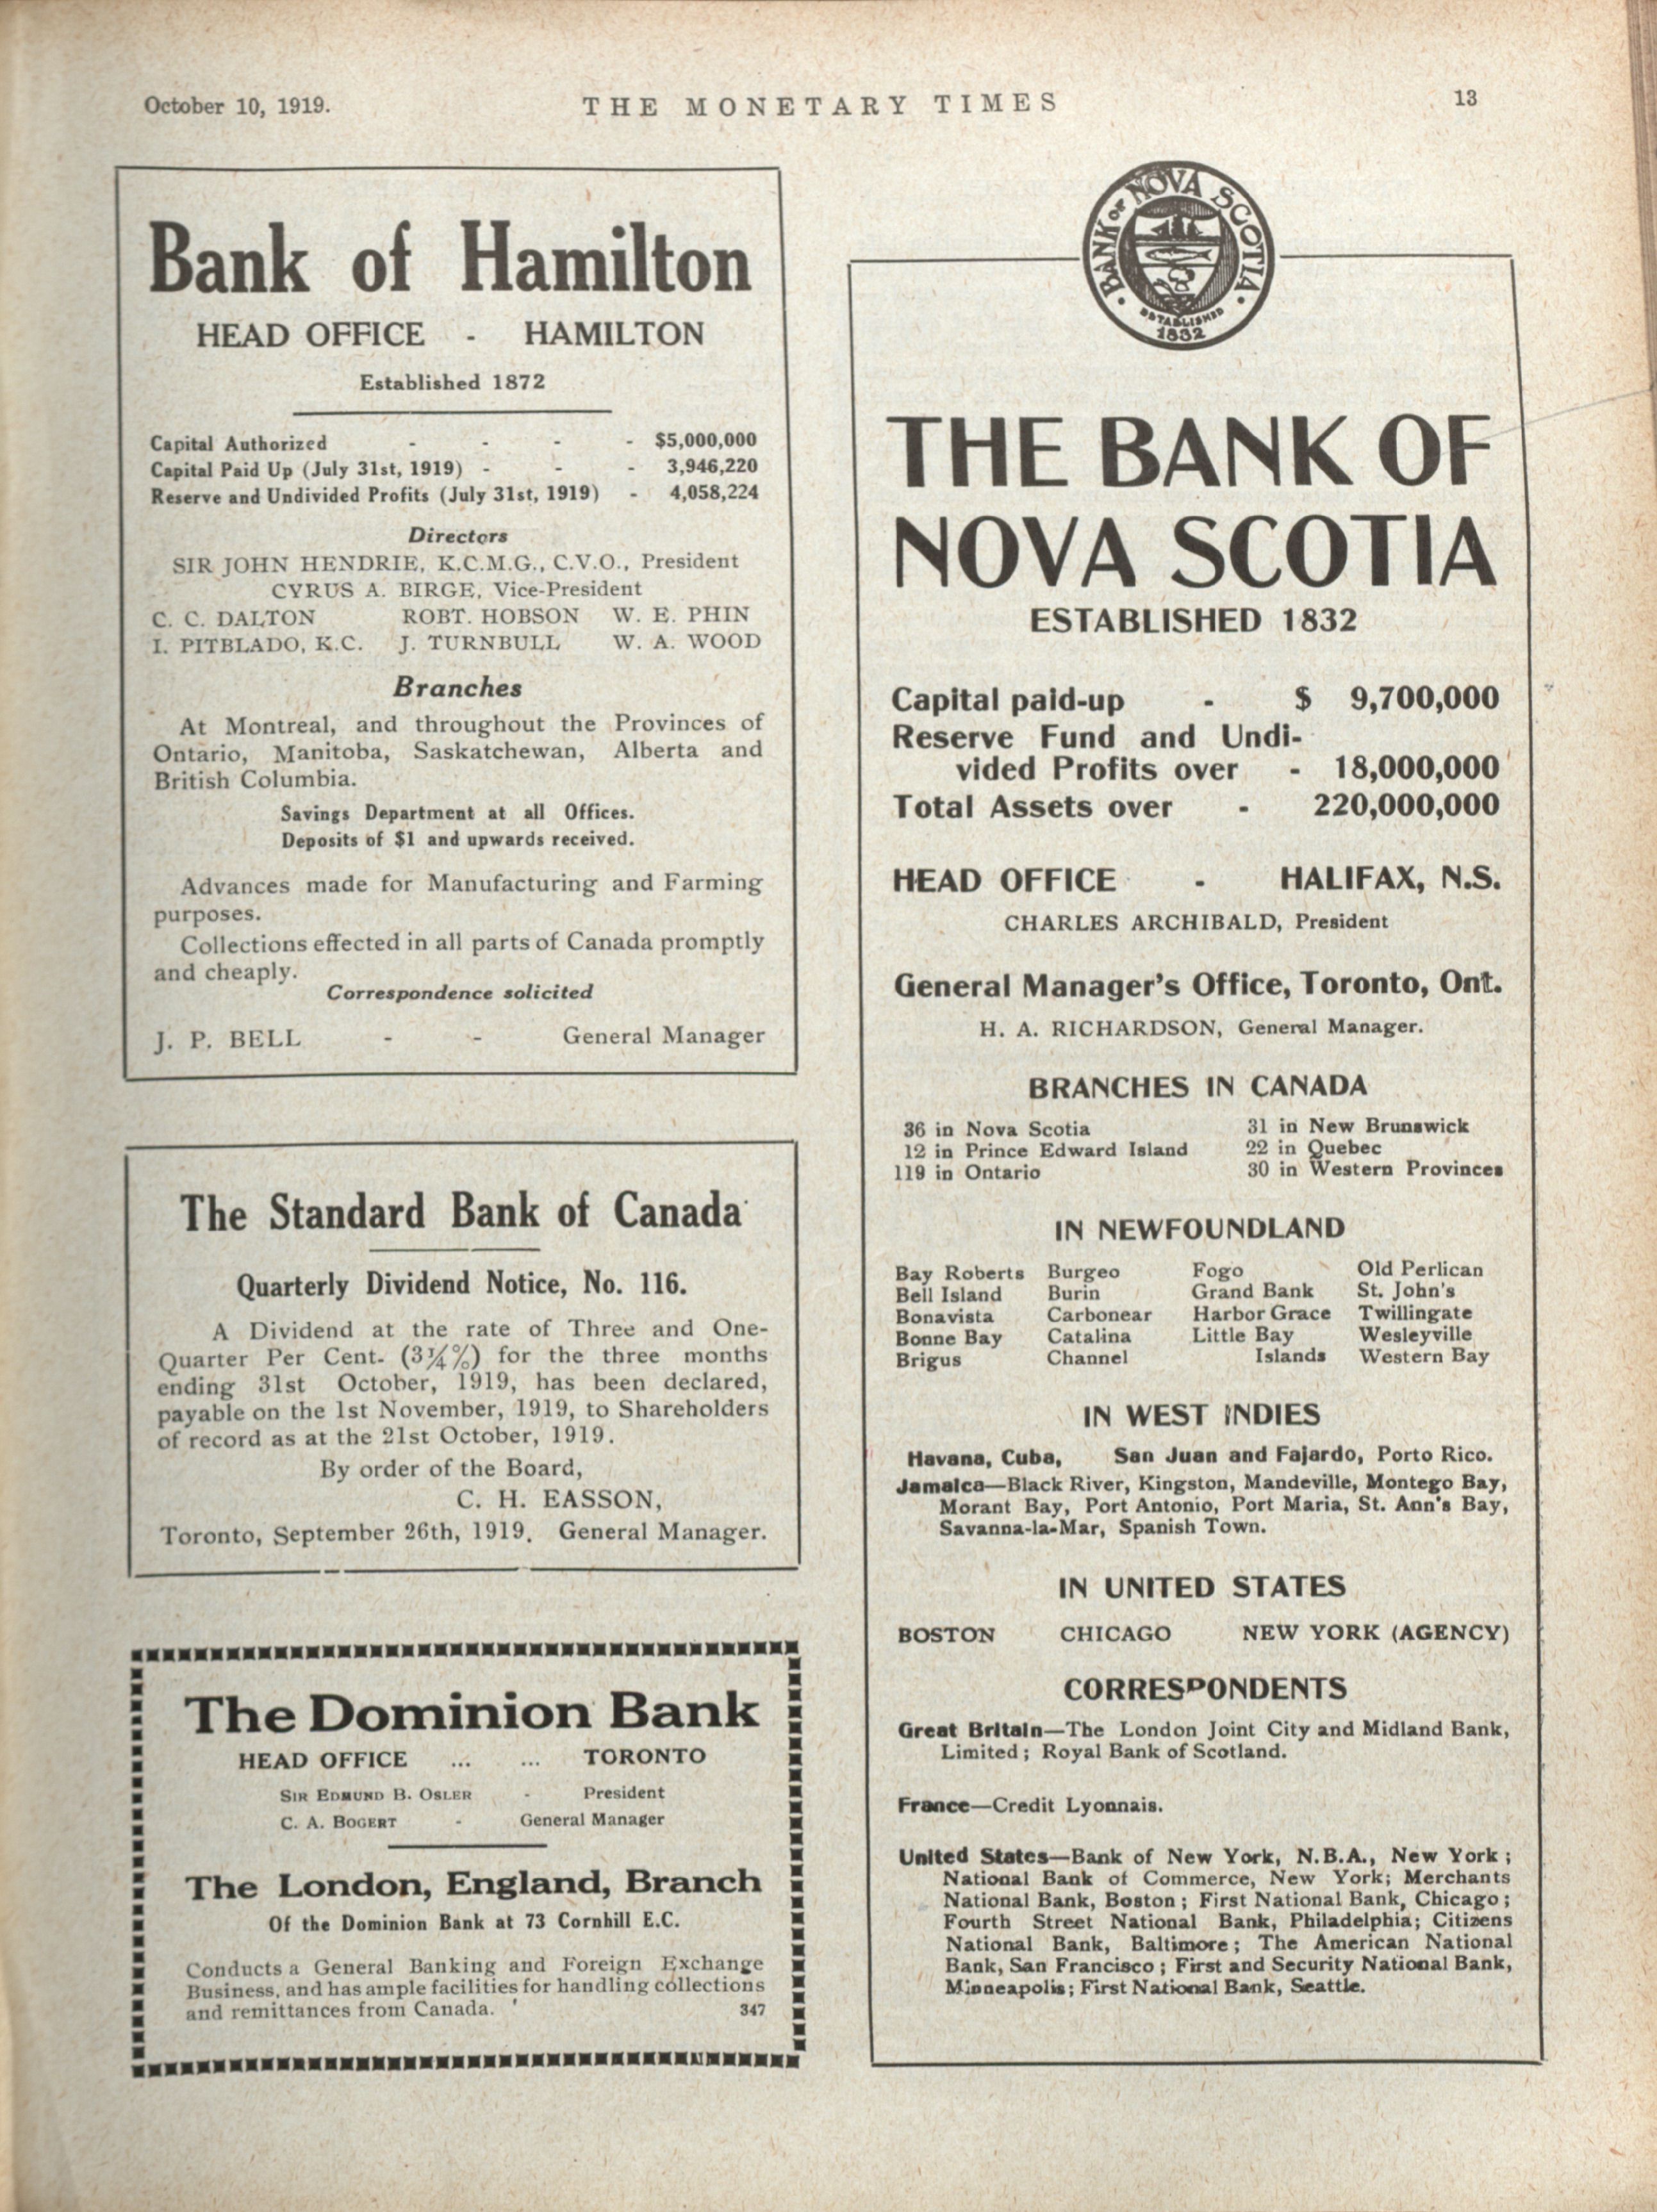 October 10, 1919.
THE MONETARY TIMES
13
Bank of Hamilton
HEAD OFFICE - HAMILTON
Established 1872
Capital Authorized - - - - $5,000,000
Capital Paid Up (July 31st, 1919) - - - 3,946,220
Reserve and Undivided Profits (July 31st, 1919) - 4,058,224
Directors
SIR JOHN HENDRIE, K.C.M.G., C.V.O., President
CYRUS A. BIRGE, Vice-President
C. C. DALTON ROBT. HOBSON W. E. PHIN
I. PITBLADO, K.C. J. TURNBULL W. A. WOOD
Branches
At Montreal, and throughout the Provinces of
Ontario, Manitoba, Saskatchewan, Alberta and
British Columbia.
Savings Department at all Offices.
Deposits of $1 and upwards received.
Advances made for Manufacturing and Farming
purposes.
Collections effected in all parts of Canada promptly
and cheaply.
Correspondence solicited
J. P. BELL - - General Manager
The Standard Bank of Canada
Quarterly Dividend Notice, No. 116.
A Dividend at the rate of Three and One-
Quarter Per Cent. (3¼%) for the three months
ending 31st October, 1919, has been declared,
payable on the 1st November, 1919, to Shareholders
of record as at the 21st October, 1919.
By order of the Board,
C. H. EASSON,
Toronto, September 26th, 1919. General Manager.
The Dominion Bank
HEAD OFFICE ... ... TORONTO
SIR EDMUND B. OSLER - President
C. A. BOGERT - General Manager
The London, England, Branch
Of the Dominion Bank at 73 Cornhill E.C.
Conducts a General Banking and Foreign Exchange
Business, and has ample facilities for handling collections
and remittances from Canada. 347
BANK OF NOVA SCOTIA
ESTABLISHED
1832
THE BANK OF
NOVA SCOTIA
ESTABLISHED 1832
Capital paid-up - $ 9,700,000
Reserve Fund and Undi-
vided Profits over - 18,000,000
Total Assets over - 220,000,000
HEAD OFFICE - HALIFAX, N.S.
CHARLES ARCHIBALD, President
General Manager's Office, Toronto, Ont.
H. A. RICHARDSON, General Manager.
BRANCHES IN CANADA
36 in Nova Scotia 31 in New Brunswick
12 in Prince Edward Island 22 in Quebec
119 in Ontario 30 in Western Provinces
IN NEWFOUNDLAND
Bay Roberts Burgeo Fogo Old Perlican
Bell Island Burin Grand Bank St. John's
Bonavista Carbonear Harbor Grace Twillingate
Bonne Bay Catalina Little Bay Wesleyville
Brigus Channel Islands Western Bay
IN WEST INDIES
Havana, Cuba, San Juan and Fajardo, Porto Rico.
Jamaica—Black River, Kingston, Mandeville, Montego Bay,
Morant Bay, Port Antonio, Port Maria, St. Ann's Bay,
Savanna-la-Mar, Spanish Town.
IN UNITED STATES
BOSTON CHICAGO NEW YORK (AGENCY)
CORRESPONDENTS
Great Britain—The London Joint City and Midland Bank,
Limited; Royal Bank of Scotland.
France—Credit Lyonnais.
United States—Bank of New York, N.B.A., New York;
National Bank of Commerce, New York; Merchants
National Bank, Boston; First National Bank, Chicago;
Fourth Street National Bank, Philadelphia; Citizens
National Bank, Baltimore; The American National
Bank, San Francisco; First and Security National Bank,
Minneapolis; First National Bank, Seattle.